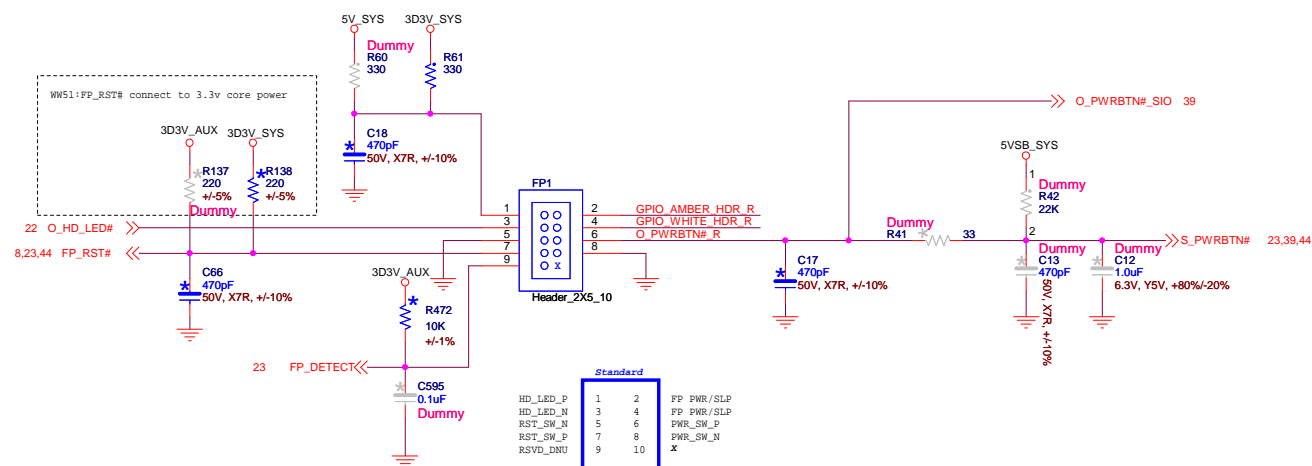 5V_SYS
3D3V_SYS
Dummy
R60
330
R61
330
WW51:FP_RST# connect to 3.3v core power
3D3V_AUX
3D3V_SYS
*
R137
220
+/-5%
Dummy
*
R138
220
+/-5%
*
C18
470pF
50V, X7R, +/-10%
O_PWRBTN#_SIO 39
5VSB_SYS
1
Dummy
R42
22K
2
FP1
1
3
5
7
9
2
4
6
8
X
Header_2X5_10
GPIO_AMBER_HDR_R
GPIO_WHITE_HDR_R
O_PWRBTN#_R
22 O_HD_LED#
8,23,44 FP_RST#
Dummy
R41
*
33
S_PWRBTN# 23,39,44
*
C66
470pF
50V, X7R, +/-10%
3D3V_AUX
*
R472
10K
+/-1%
*
C17
470pF
50V, X7R, +/-10%
*
Dummy
C13
470pF
50V, X7R, +/-10%
*
Dummy
C12
1.0uF
6.3V, Y5V, +80%/-20%
23 FP_DETECT
*
C595
0.1uF
Dummy
Standard
HD_LED_P 1 2 FP PWR/SLP
HD_LED_N 3 4 FP PWR/SLP
RST_SW_N 5 6 PWR_SW_P
RST_SW_P 7 8 PWR_SW_N
RSVD_DNU 9 10 X